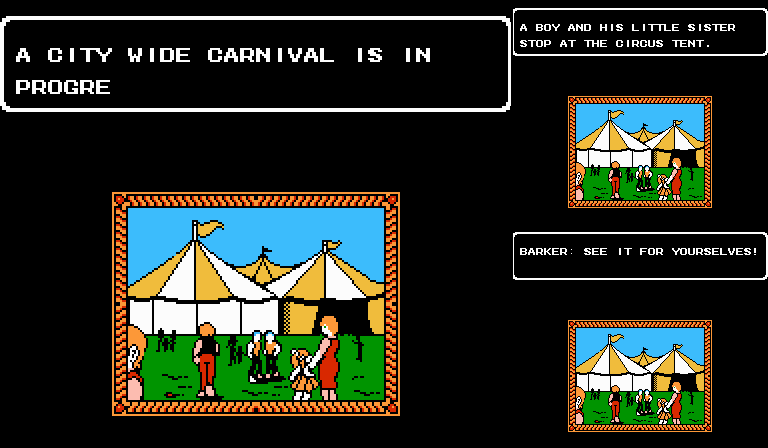 A CITY WIDE CARNIVAL IS IN
PROGRE
A BOY AND HIS LITTLE SISTER
STOP AT THE CIRCUS TENT.
BARKER: SEE IT FOR YOURSELVES!